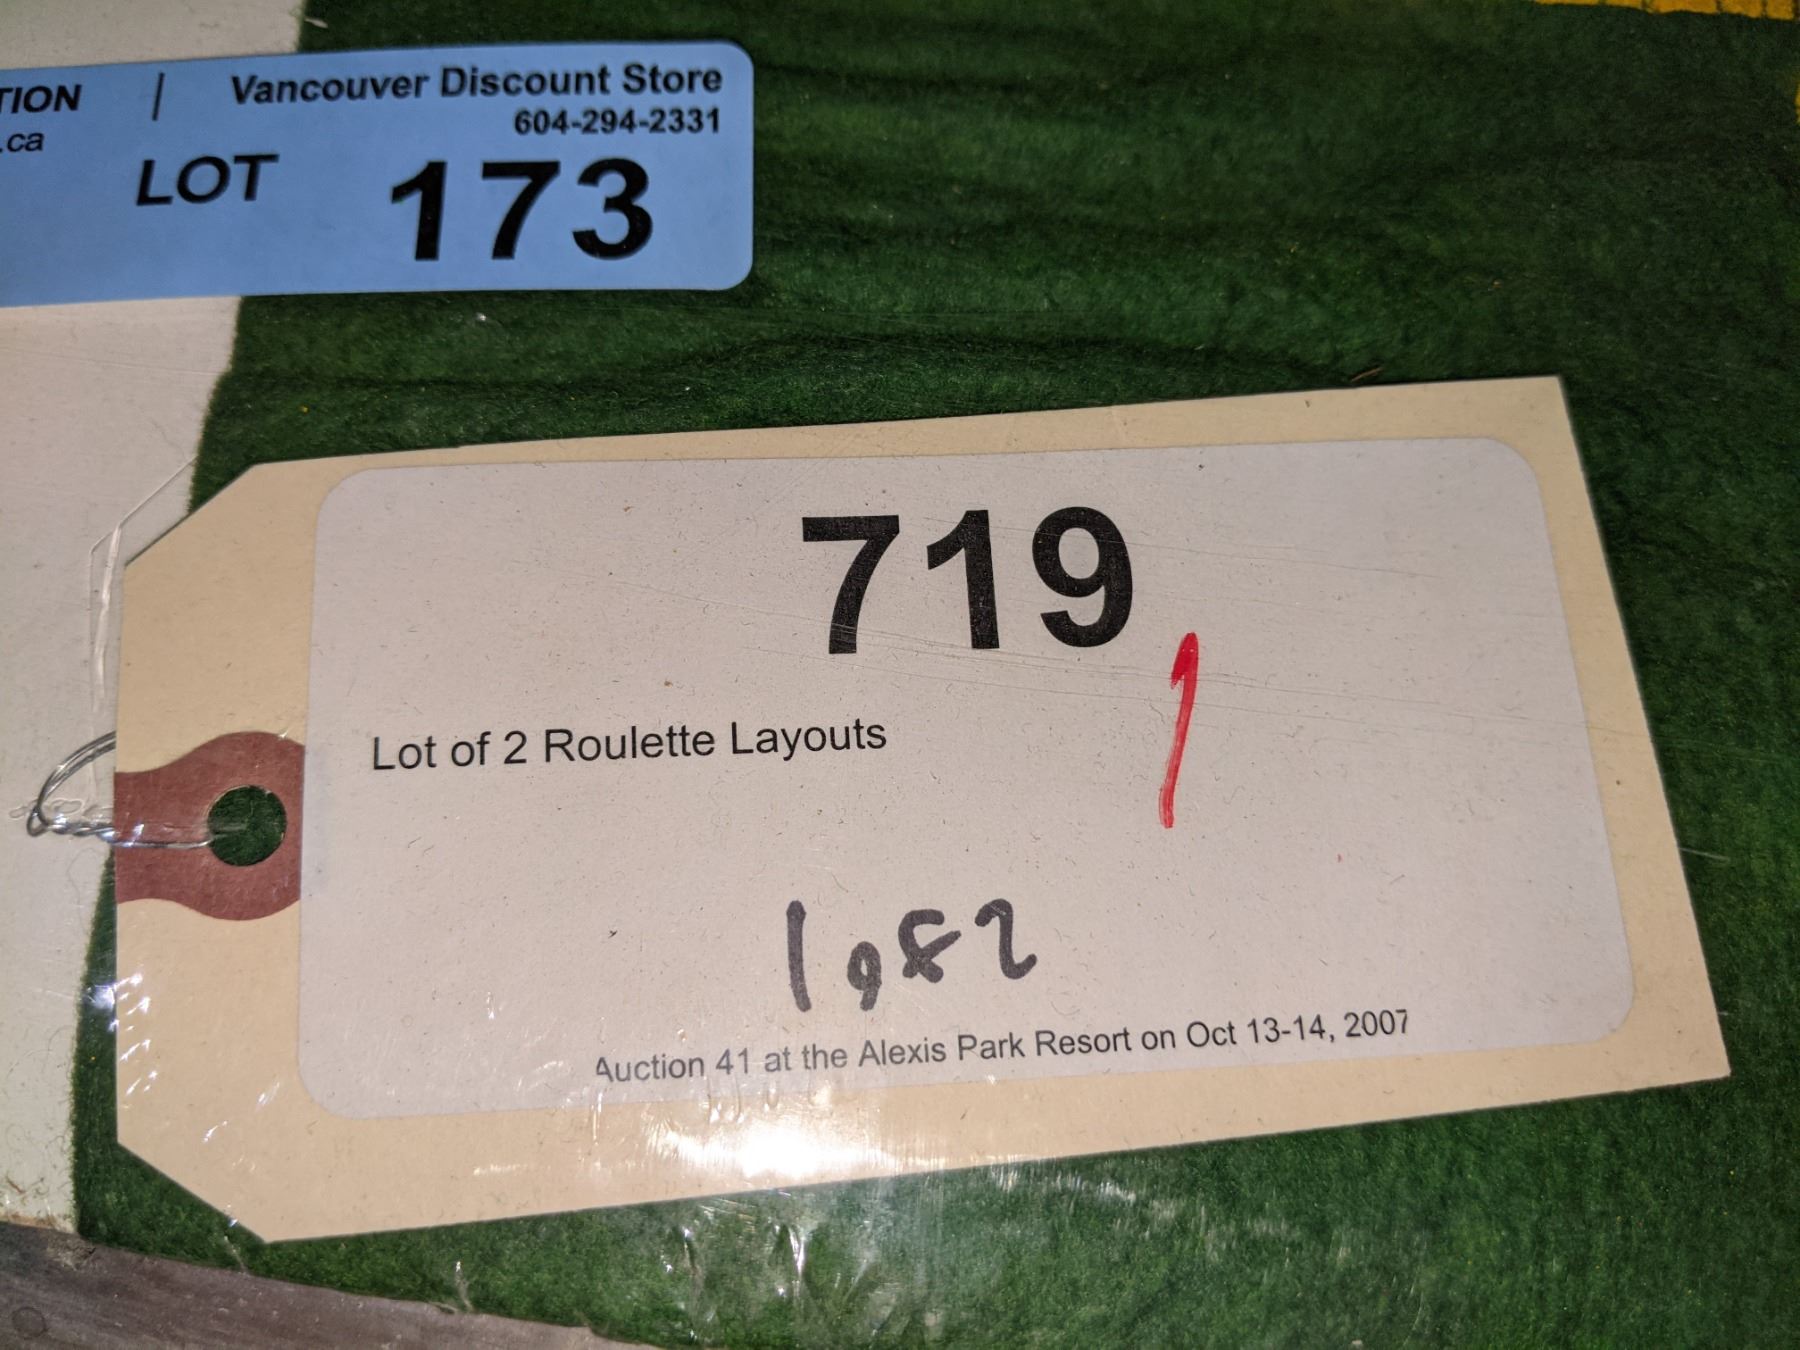 TION | Vancouver Discount Store
.ca 604-294-2331
LOT 173
719
1
Lot of 2 Roulette Layouts
1 of 2
Auction 41 at the Alexis Park Resort on Oct 13-14, 2007